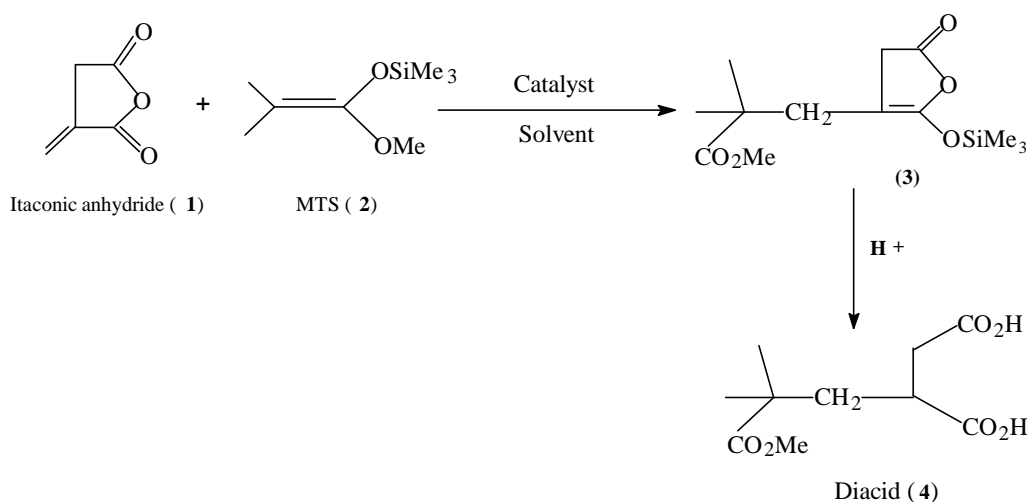 O
O
O
+
OSiMe3
OMe
Catalyst
Solvent
CH2
CO2Me
O
O
OSiMe3
(3)
Itaconic anhydride ( 1)
MTS ( 2)
H +
CO2H
CH2
CO2Me
CO2H
Diacid (4)